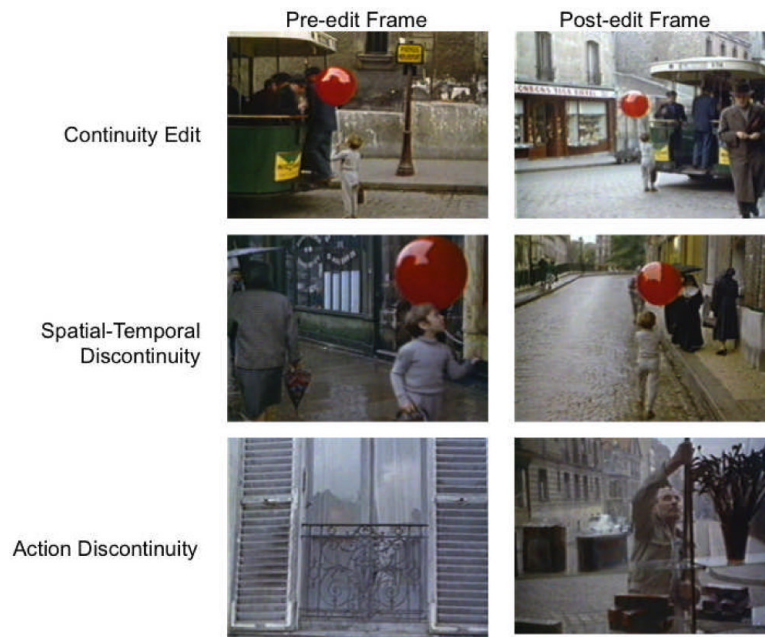 Pre-edit Frame
Post-edit Frame
Continuity Edit
Spatial-Temporal
Discontinuity
Action Discontinuity